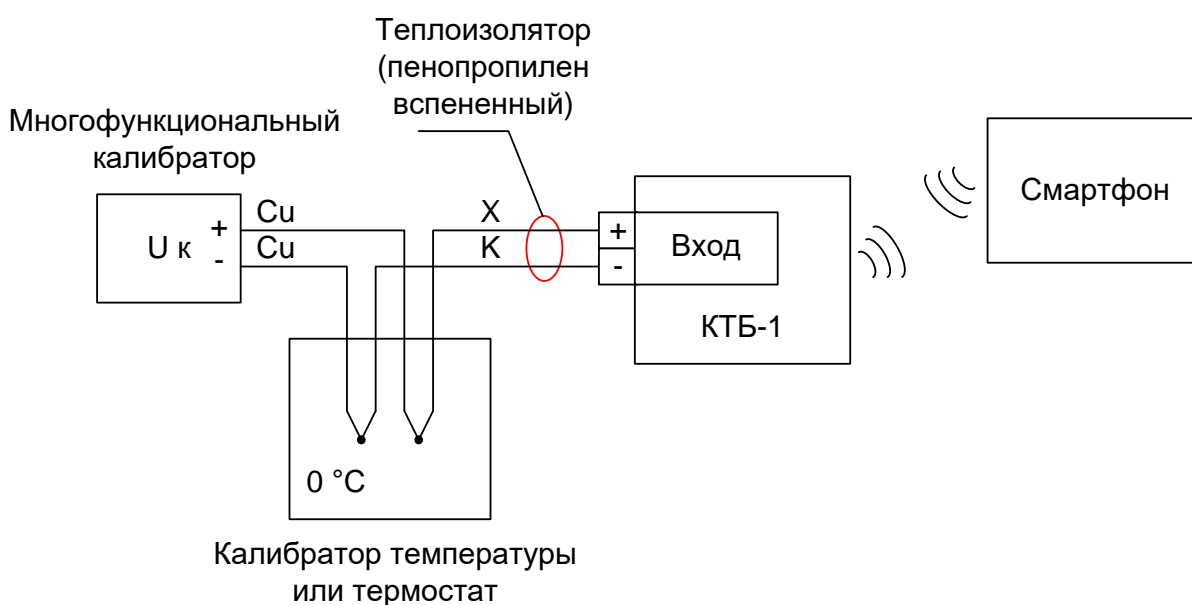 Теплоизолятор
(пенопропилен
вспененный)
Многофункциональный
калибратор
U к
+
-
Cu
Cu
X
K
+
-
Вход
КТБ-1
Смартфон
0 °C
Калибратор температуры
или термостат